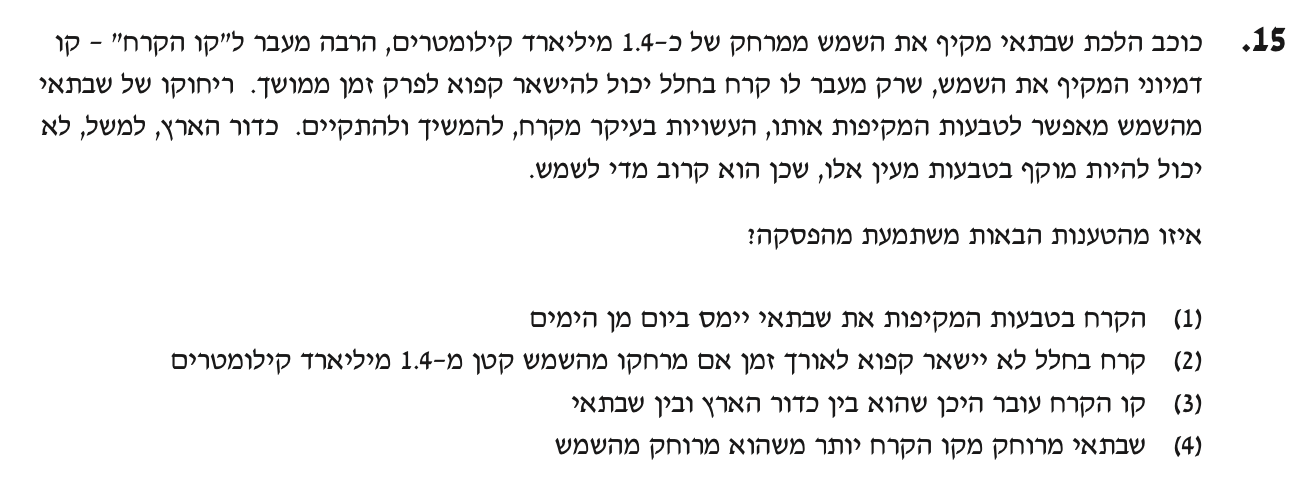 15. כוכב הלכת שבתאי מקיף את השמש ממרחק של כ-1.4 מיליארד קילומטרים, הרבה מעבר ל"קו הקרח" – קו
דמיוני המקיף את השמש, שרק מעבר לו קרח בחלל יכול להישאר קפוא לפרק זמן ממושך. ריחוקו של שבתאי
מהשמש מאפשר לטבעות המקיפות אותו, העשויות בעיקר מקרח, להמשיך ולהתקיים. כדור הארץ, למשל, לא
יכול להיות מוקף בטבעות מעין אלו, שכן הוא קרוב מדי לשמש.
איזו מהטענות הבאות משתמעת מהפסקה?
(1) הקרח בטבעות המקיפות את שבתאי יימס ביום מן הימים
(2) קרח בחלל לא יישאר קפוא לאורך זמן אם מרחקו מהשמש קטן מ-1.4 מיליארד קילומטרים
(3) קו הקרח עובר היכן שהוא בין כדור הארץ ובין שבתאי
(4) שבתאי מרוחק מקו הקרח יותר משהוא מרוחק מהשמש